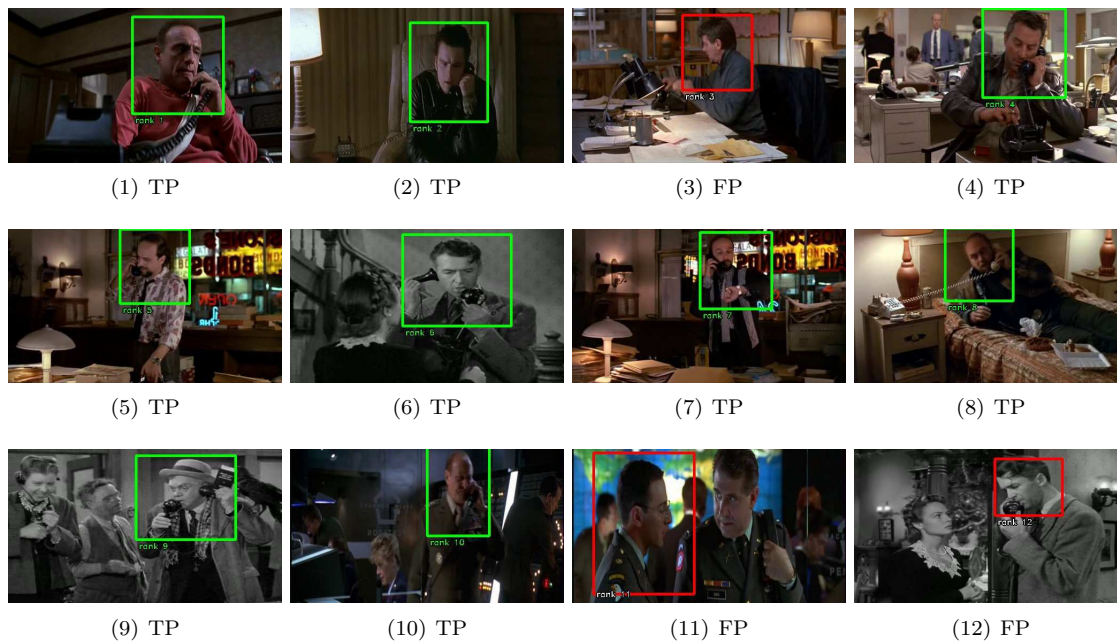 rank 1
rank 2
rank 3
rank 4
(1) TP
(2) TP
(3) FP
(4) TP
BONDS
rank 5
rank 6
rank 7
rank 8
(5) TP
(6) TP
(7) TP
(8) TP
rank 9
rank 10
rank 11
rank 12
(9) TP
(10) TP
(11) FP
(12) FP